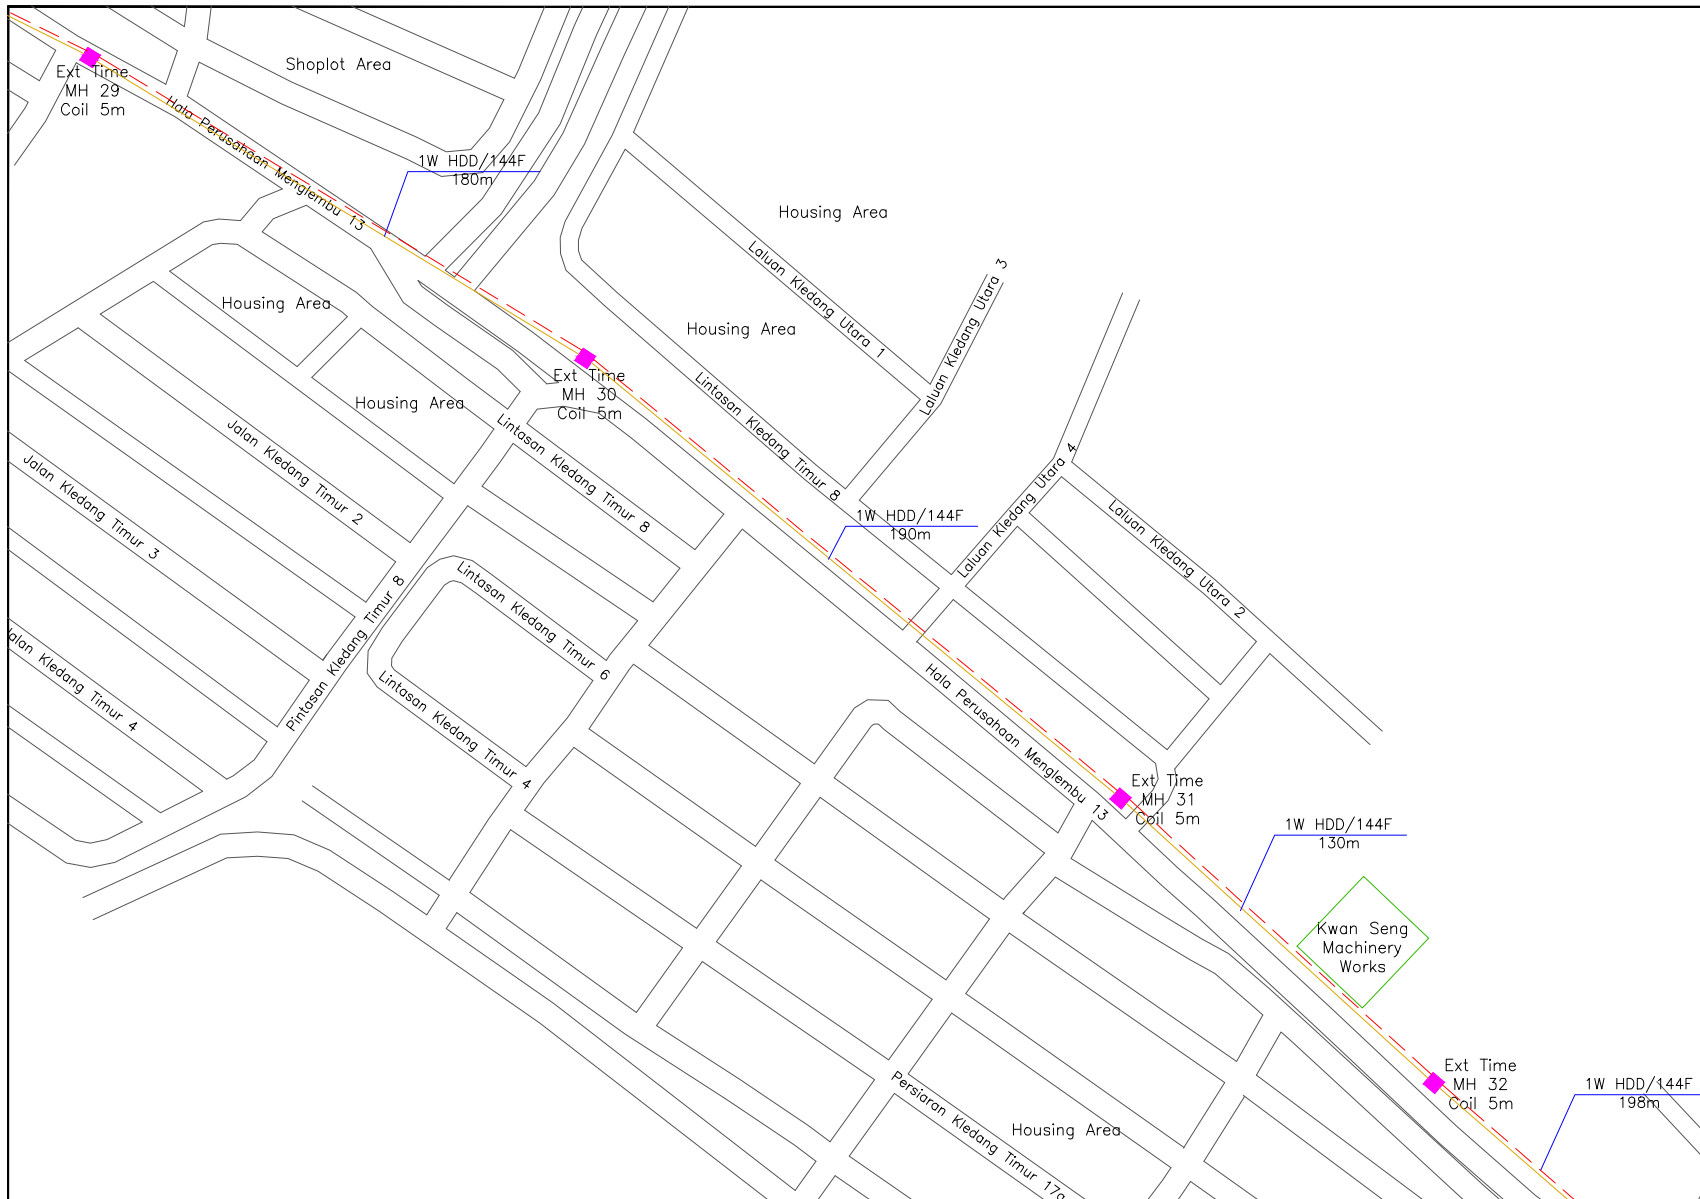 Shoplot Area
Ext Time
MH 29
Coil 5m
Hala Perusahaan Menglembu 13
1W HDD/144F
180m
Housing Area
Laluan Kledang Utara 1
Laluan Kledang Utara 3
Housing Area
Housing Area
Housing Area
Ext Time
MH 30
Coil 5m
Lintasan Kledang Timur 8
Lintasan Kledang Timur 8
Jalan Kledang Timur 2
Jalan Kledang Timur 3
Jalan Kledang Timur 4
Pintasan Kledang Timur 8
Lintasan Kledang Timur 6
Lintasan Kledang Timur 4
1W HDD/144F
190m
Laluan Kledang Utara 4
Laluan Kledang Utara 2
Hala Perusahaan Menglembu 13
Ext Time
MH 31
Coil 5m
1W HDD/144F
130m
Kwan Seng
Machinery
Works
Ext Time
MH 32
Coil 5m
1W HDD/144F
198m
Persiaran Kledang Timur 17a
Housing Area